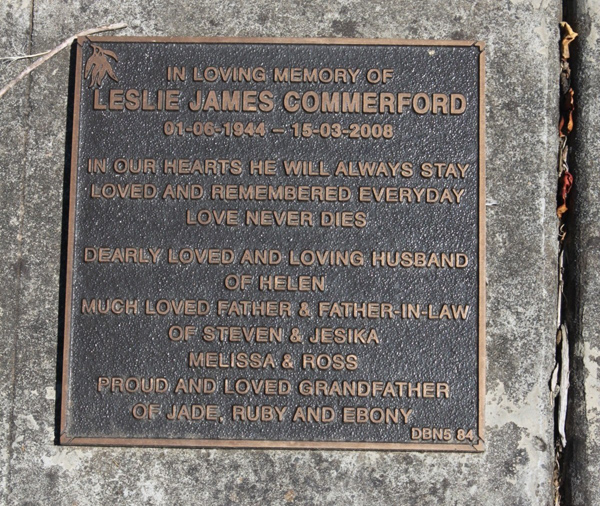 IN LOVING MEMORY OF
LESLIE JAMES COMMERFORD
01-06-1944 – 15-03-2008
IN OUR HEARTS HE WILL ALWAYS STAY
LOVED AND REMEMBERED EVERYDAY
LOVE NEVER DIES
DEARLY LOVED AND LOVING HUSBAND
OF HELEN
MUCH LOVED FATHER & FATHER-IN-LAW
OF STEVEN & JESIKA
MELISSA & ROSS
PROUD AND LOVED GRANDFATHER
OF JADE, RUBY AND EBONY
DBN5 84